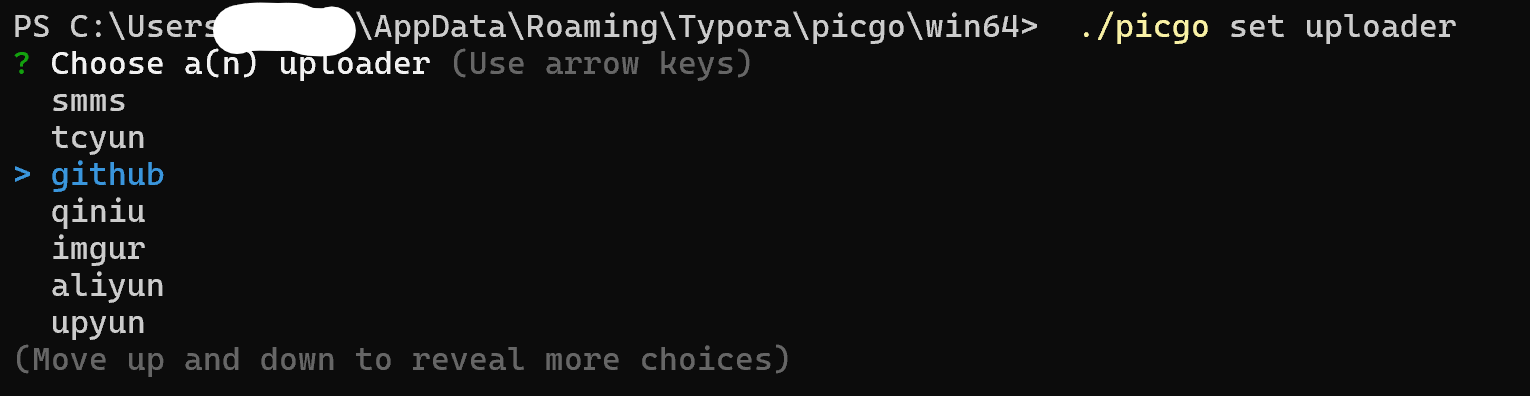 PS C:\Users\AppData\Roaming\Typora\picgo\win64> ./picgo set uploader
? Choose a(n) uploader (Use arrow keys)
smms
tcyun
> github
qiniu
imgur
aliyun
upyun
(Move up and down to reveal more choices)